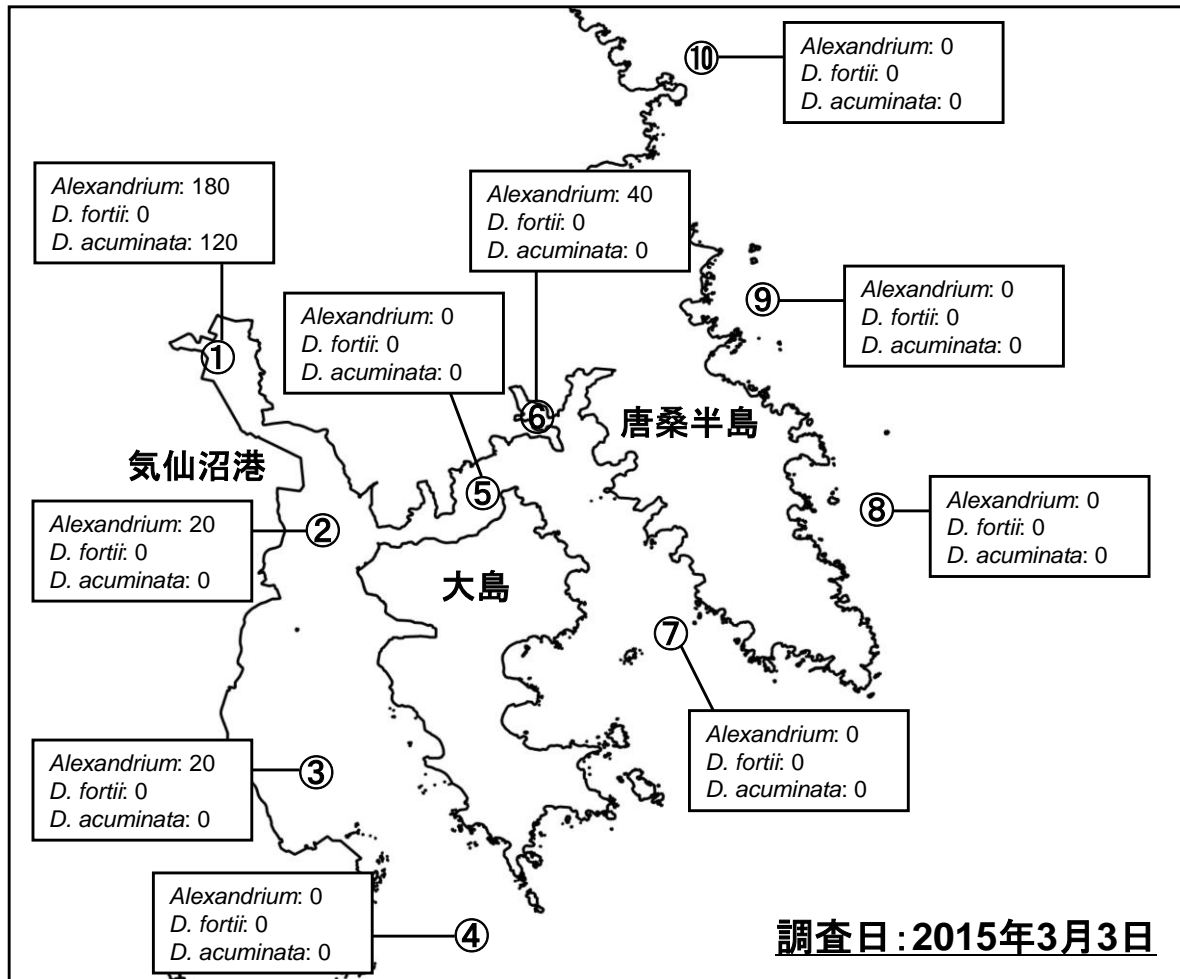 ⑩
Alexandrium: 0
D. fortii: 0
D. acuminata: 0
Alexandrium: 180
D. fortii: 0
D. acuminata: 120
①
Alexandrium: 40
D. fortii: 0
D. acuminata: 0
⑥
Alexandrium: 0
D. fortii: 0
D. acuminata: 0
⑤
⑨
Alexandrium: 0
D. fortii: 0
D. acuminata: 0
唐桑半島
気仙沼港
Alexandrium: 20
D. fortii: 0
D. acuminata: 0
②
⑧
Alexandrium: 0
D. fortii: 0
D. acuminata: 0
大島
⑦
Alexandrium: 0
D. fortii: 0
D. acuminata: 0
Alexandrium: 20
D. fortii: 0
D. acuminata: 0
③
Alexandrium: 0
D. fortii: 0
D. acuminata: 0
④
調査日:2015年3月3日